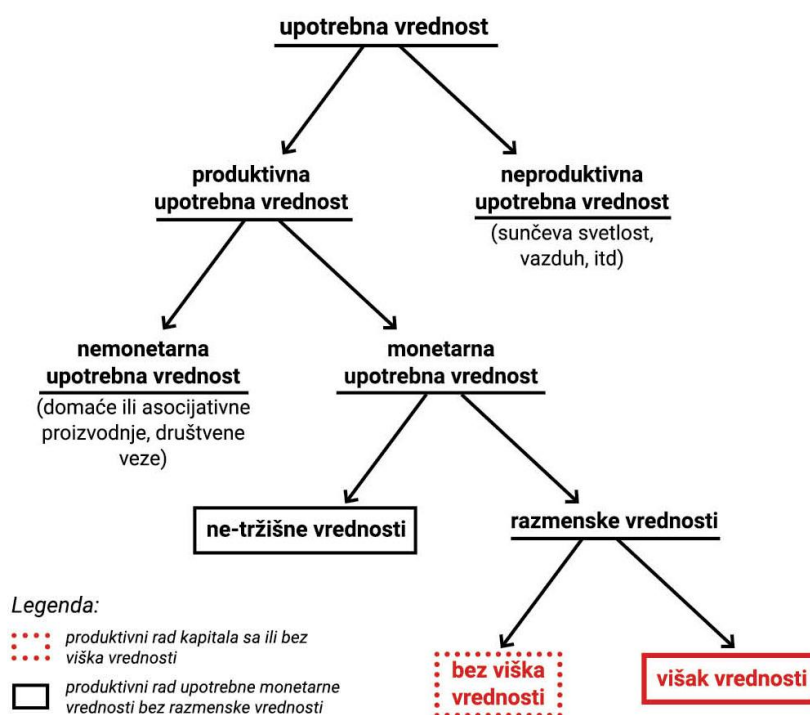 upotrebna vrednost
produktivna
upotrebna vrednost
neproduktivna
upotrebna vrednost
(sunčeva svetlost,
vazduh, itd)
nemonetarna
upotrebna vrednost
(domaće ili asocijativne
proizvodnje, društvene
veze)
monetarna
upotrebna vrednost
ne-tržišne vrednosti
razmenske vrednosti
bez viška
vrednosti
višak vrednosti
Legenda:
produktivni rad kapitala sa ili bez
viška vrednosti
produktivni rad upotrebne monetarne
vrednosti bez razmenske vrednosti